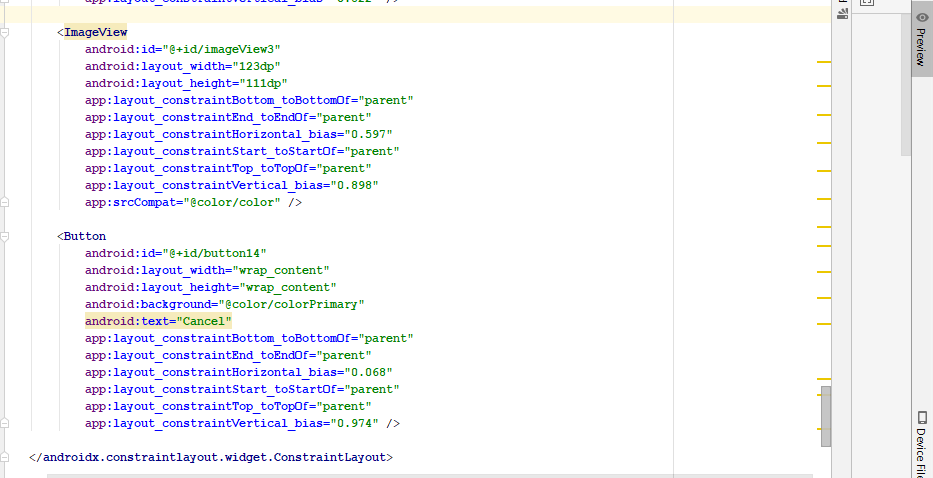 <ImageView
android:id="@+id/imageView3"
android:layout_width="123dp"
android:layout_height="111dp"
app:layout_constraintBottom_toBottomOf="parent"
app:layout_constraintEnd_toEndOf="parent"
app:layout_constraintHorizontal_bias="0.597"
app:layout_constraintStart_toStartOf="parent"
app:layout_constraintTop_toTopOf="parent"
app:layout_constraintVertical_bias="0.898"
app:srcCompat="@color/color" />
<Button
android:id="@+id/button14"
android:layout_width="wrap_content"
android:layout_height="wrap_content"
android:background="@color/colorPrimary"
android:text="Cancel"
app:layout_constraintBottom_toBottomOf="parent"
app:layout_constraintEnd_toEndOf="parent"
app:layout_constraintHorizontal_bias="0.068"
app:layout_constraintStart_toStartOf="parent"
app:layout_constraintTop_toTopOf="parent"
app:layout_constraintVertical_bias="0.974" />
</androidx.constraintlayout.widget.ConstraintLayout>
Preview
Device File